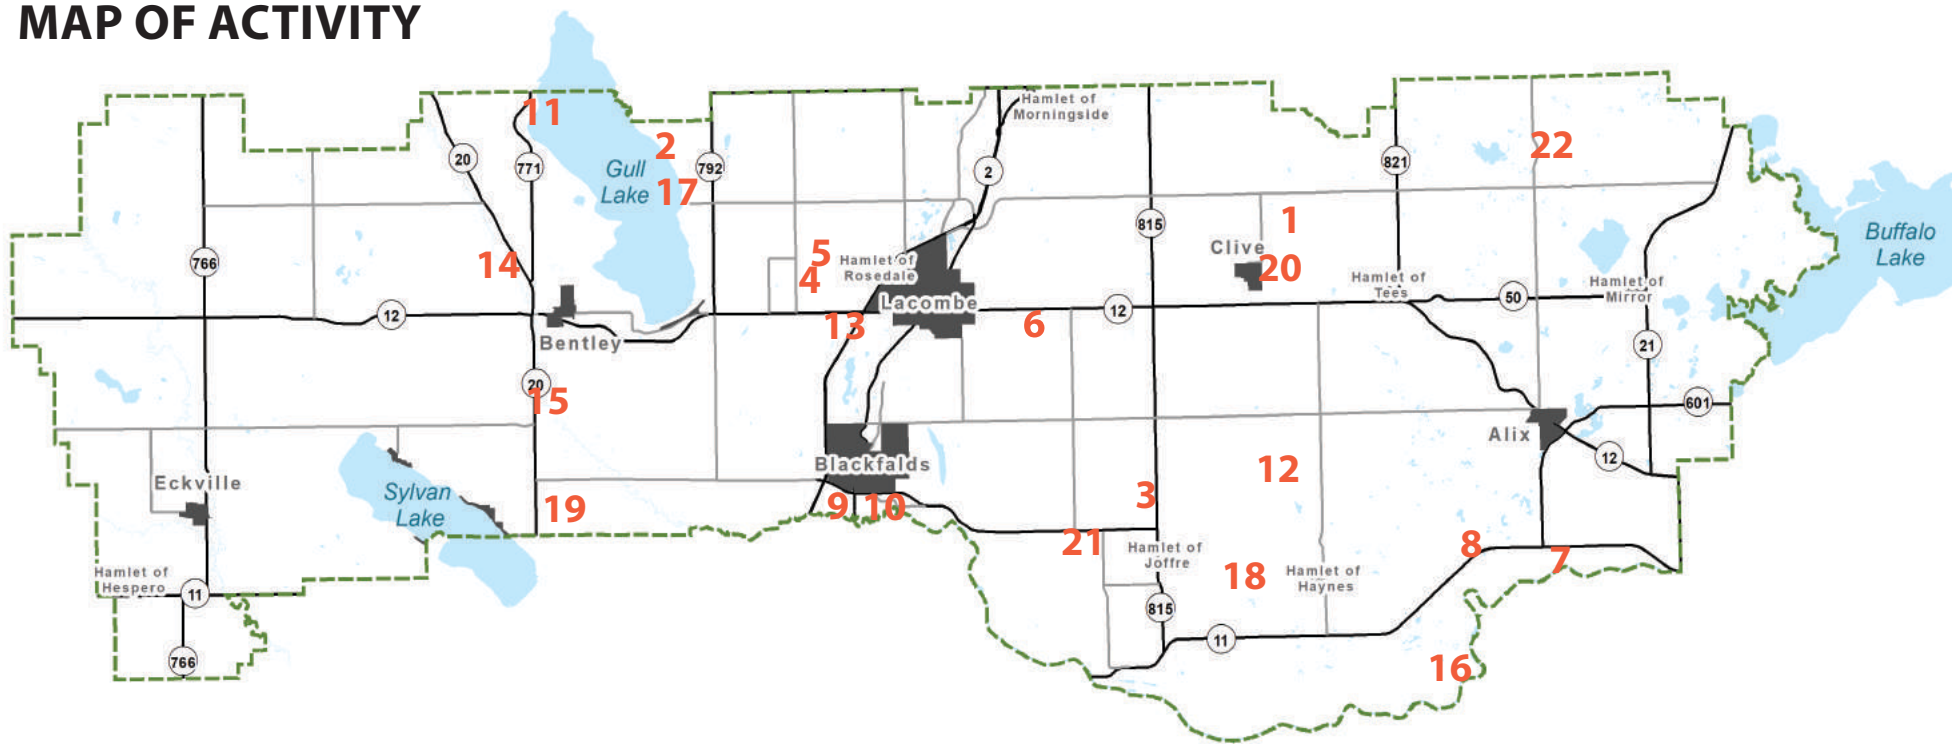 MAP OF ACTIVITY
Hamlet of
Morningside
11
2
20
771
Gull
Lake
792
17
2
821
22
766
14
5
4
Hamlet of
Rosedale
815
1
Clive
20
Buffalo
Lake
Hamlet of
Tees
50
Hamlet of
Mirror
12
Bentley
Lacombe
13
6
12
21
20
15
601
Alix
12
Eckville
Sylvan
Lake
19
Blackfalds
9
10
3
12
21
Hamlet of
Joffre
18
Hamlet of
Haynes
8
7
Hamlet of
Hespero
11
766
815
11
16